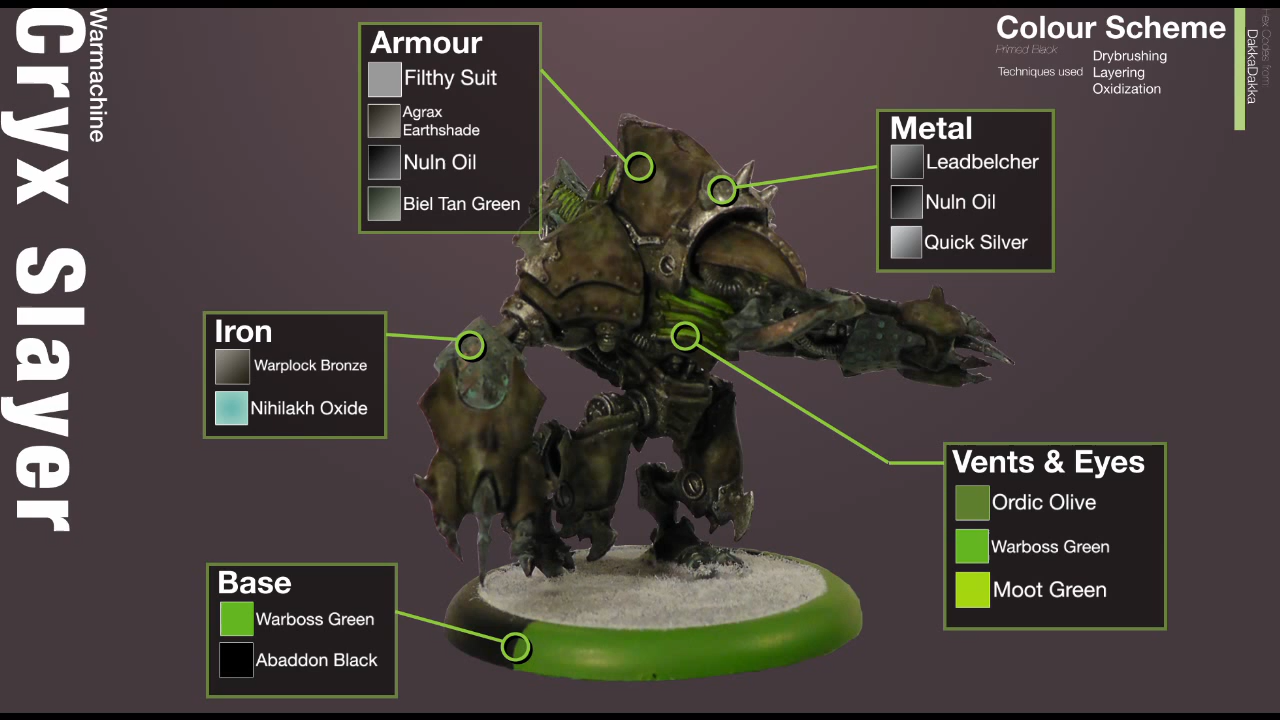 Warmachine
Cryx Slayer
Armour
Filthy Suit
Agrax
Earthshade
Nuln Oil
Biel Tan Green
Colour Scheme
Primed Black
Techniques used
Drybrushing
Layering
Oxidization
Hex Codes from
DakkaDakka
Metal
Leadbelcher
Nuln Oil
Quick Silver
Iron
Warplock Bronze
Nihilakh Oxide
Vents & Eyes
Ordic Olive
Warboss Green
Moot Green
Base
Warboss Green
Abaddon Black